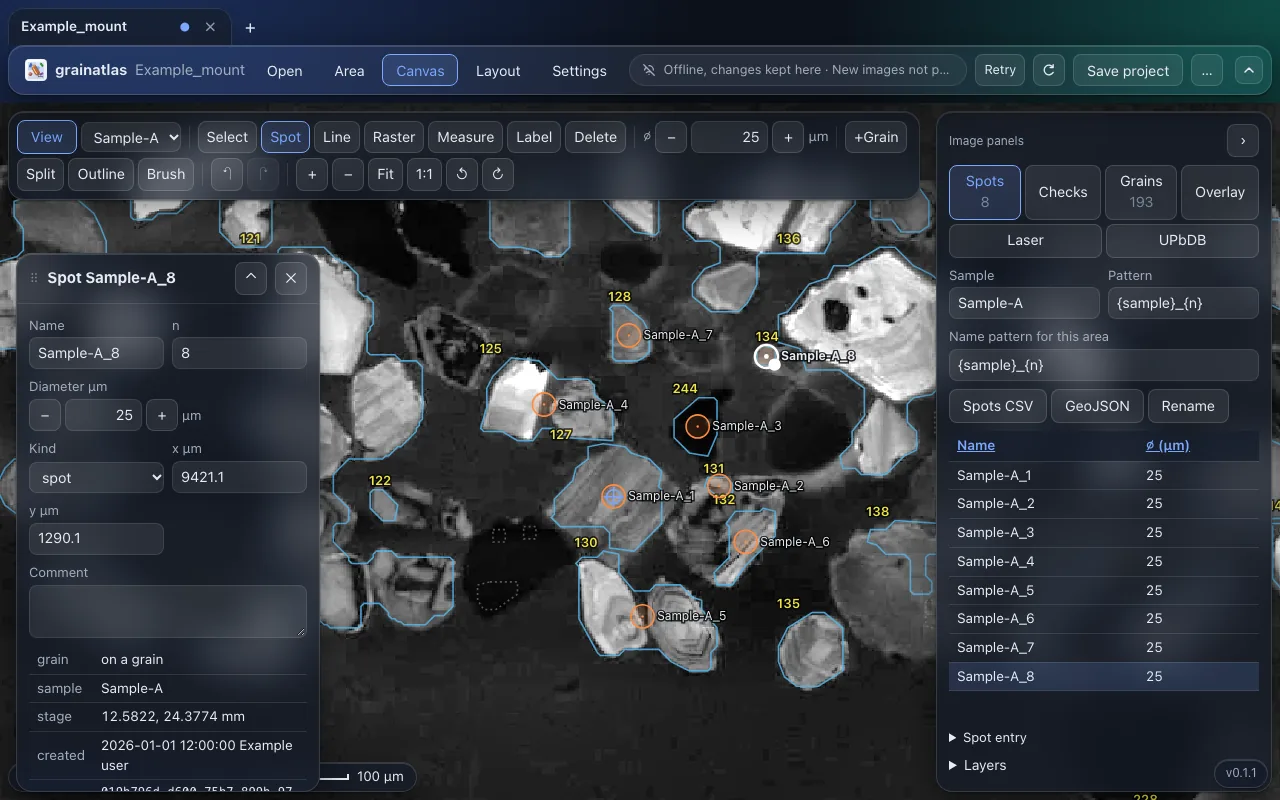 Example_mount
grainatlas Example_mount Open Area Canvas Layout Settings Offline, changes kept here · New images not p... Retry Save project ...
View Sample-A Select Spot Line Raster Measure Label Delete ø − 25 + µm +Grain
Split Outline Brush + − Fit 1:1
Image panels
Spots 8
Checks
Grains 193
Overlay
Laser UPbDB
Sample Pattern
Sample-A {sample}_{n}
Name pattern for this area
{sample}_{n}
Spots CSV GeoJSON Rename
Name ø (µm)
Sample-A_1 25
Sample-A_2 25
Sample-A_3 25
Sample-A_4 25
Sample-A_5 25
Sample-A_6 25
Sample-A_7 25
Sample-A_8 25
Spot entry
Layers
v0.1.1
Spot Sample-A_8
Name n
Sample-A_8 8
Diameter µm
− 25 + µm
Kind x µm
spot 9421.1
y µm
1290.1
Comment
grain on a grain
sample Sample-A
stage 12.5822, 24.3774 mm
created 2026-01-01 12:00:00 Example
user
121
136
128
Sample-A_7
134
Sample-A_8
125
244
Sample-A_4
127
Sample-A_3
131
122
Sample-A_1
Sample-A_2
132
138
130
Sample-A_6
135
Sample-A_5
100 µm
228